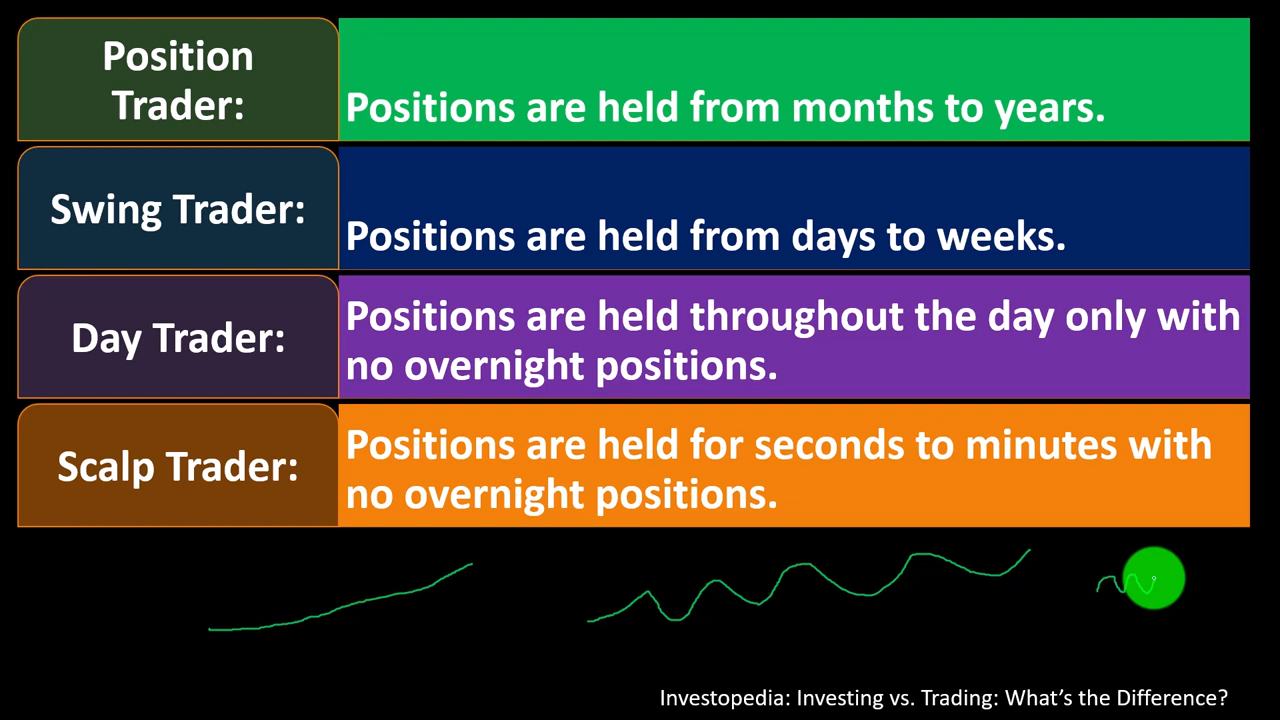 Position
Trader:
Positions are held from months to years.
Swing Trader:
Positions are held from days to weeks.
Day Trader:
Positions are held throughout the day only with
no overnight positions.
Scalp Trader:
Positions are held for seconds to minutes with
no overnight positions.
Investopedia: Investing vs. Trading: What’s the Difference?